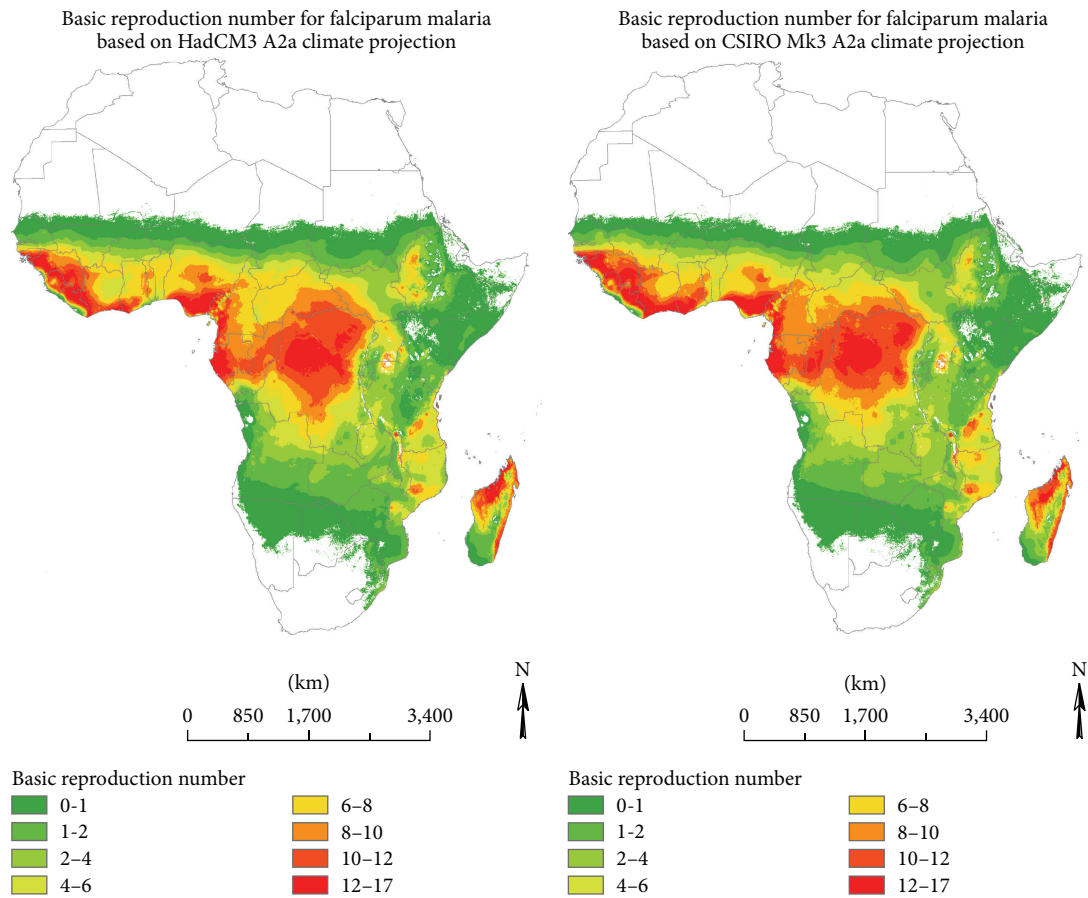 Basic reproduction number for falciparum malaria
based on HadCM3 A2a climate projection
Basic reproduction number for falciparum malaria
based on CSIRO Mk3 A2a climate projection
(km)
N
0 850 1,700 3,400
(km)
N
0 850 1,700 3,400
Basic reproduction number
0-1
1-2
2–4
4–6
6–8
8–10
10–12
12–17
Basic reproduction number
0-1
1-2
2–4
4–6
6–8
8–10
10–12
12–17